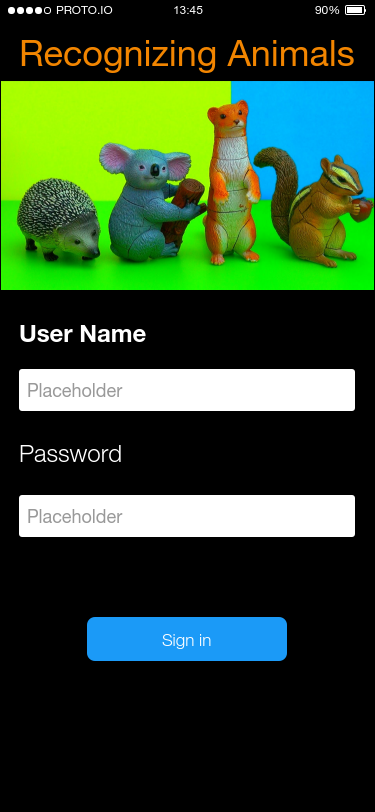 PROTO.IO 13:45 90%
Recognizing Animals
User Name
Placeholder
Password
Placeholder
Sign in